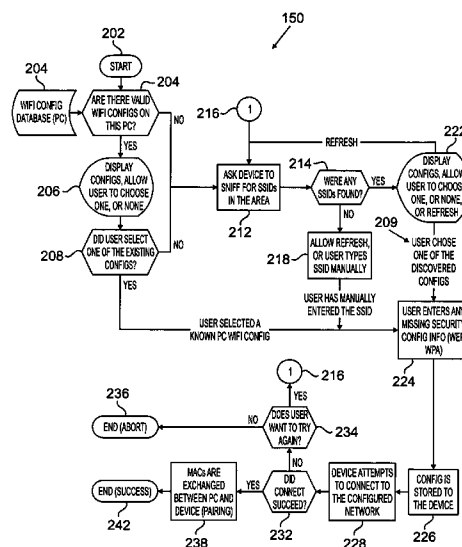 150
202
START
204
WIFI CONFIG
DATABASE (PC)
204
ARE THERE VALID
WIFI CONFIGS ON
THIS PC?
NO
YES
206
DISPLAY
CONFIGS, ALLOW
USER TO CHOOSE
ONE, OR NONE
208
DID USER SELECT
ONE OF THE EXISTING
CONFIGS?
NO
YES
216
1
REFRESH
ASK DEVICE TO
SNIFF FOR SSIDs
IN THE AREA
212
214
WERE ANY
SSIDs FOUND?
YES
NO
222
DISPLAY
CONFIGS, ALLOW
USER TO CHOOSE
ONE, OR NONE,
OR REFRESH
209
USER CHOSE
ONE OF THE
DISCOVERED
CONFIGS
218
ALLOW REFRESH,
OR USER TYPES
SSID MANUALLY
USER HAS MANUALLY
ENTERED THE SSID
USER SELECTED A
KNOWN PC WIFI CONFIG
USER ENTERS ANY
MISSING SECURITY
CONFIG INFO
WPA)
224
1
216
YES
236
END (ABORT)
NO
DOES USER
WANT TO TRY
AGAIN?
234
NO
END (SUCCESS)
242
MACs ARE
EXCHANGED
BETWEEN PC AND
DEVICE (PAIRING)
238
YES
DID
CONNECT
SUCCEED?
232
DEVICE ATTEMPTS
TO CONNECT TO
THE CONFIGURED
NETWORK
228
CONFIG IS
STORED TO
THE DEVICE
226